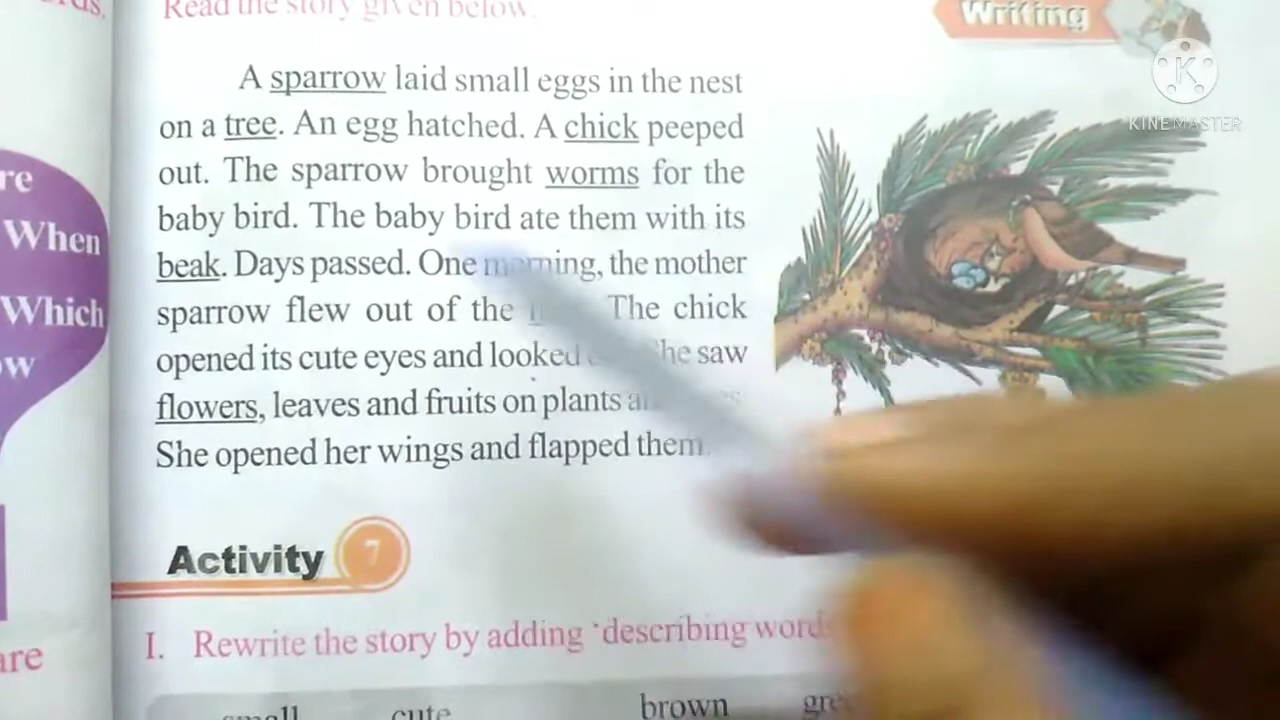 Read the story given below.
Writing
KINEMASTER
A sparrow laid small eggs in the nest
on a tree. An egg hatched. A chick peeped
out. The sparrow brought worms for the
baby bird. The baby bird ate them with its
beak. Days passed. One morning, the mother
sparrow flew out of the The chick
opened its cute eyes and looked saw
flowers, leaves and fruits on plants
She opened her wings and flapped them.
When
Which
Activity 7
I. Rewrite the story by adding 'describing words
small cute brown